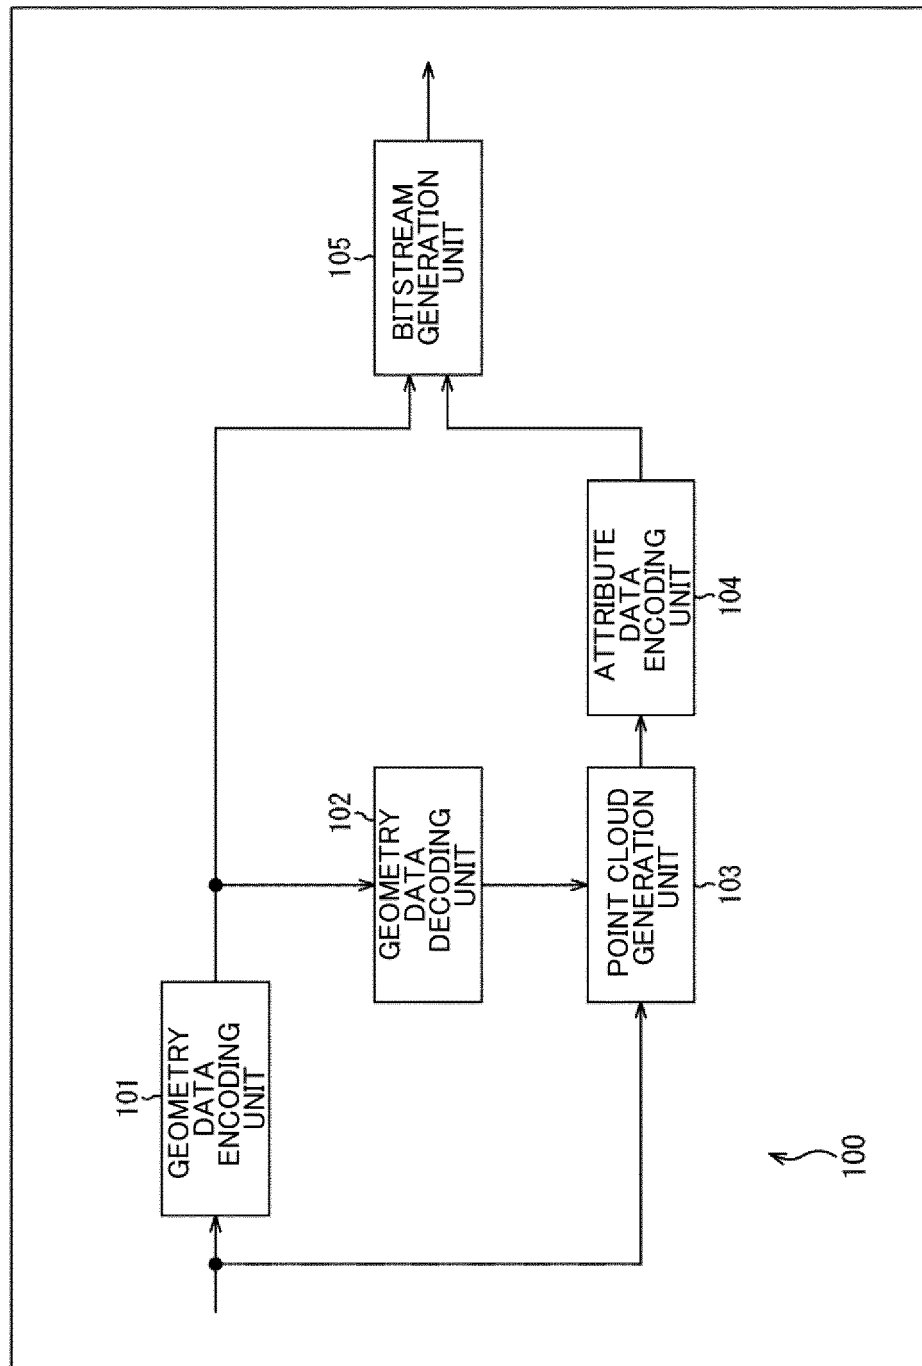 101
GEOMETRY
DATA
ENCODING
UNIT
102
GEOMETRY
DATA
DECODING
UNIT
POINT CLOUD
GENERATION
UNIT
103
ATTRIBUTE
DATA
ENCODING
UNIT
104
105
BITSTREAM
GENERATION
UNIT
100